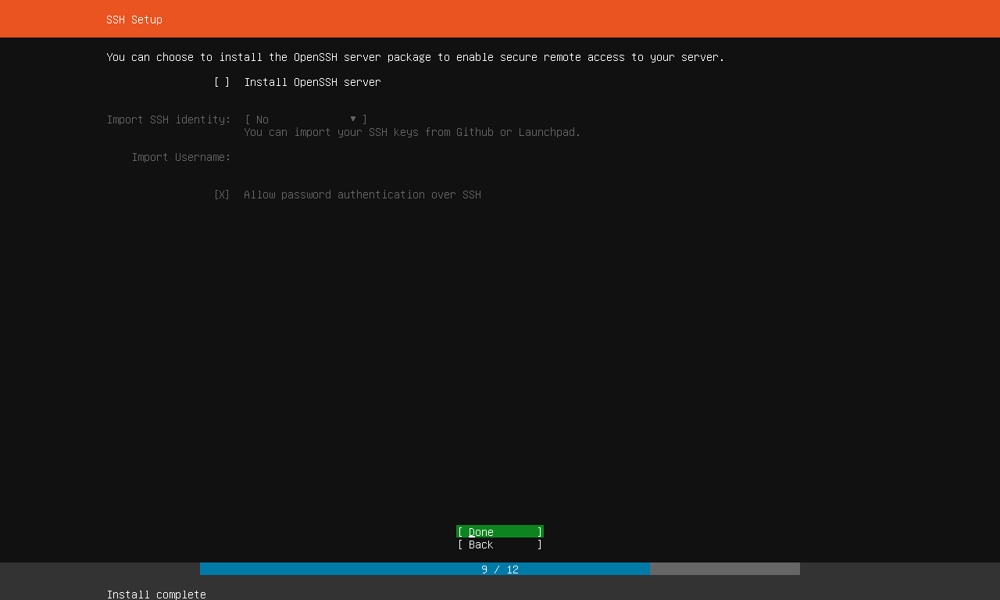 SSH Setup
You can choose to install the OpenSSH server package to enable secure remote access to your server.
[ ] Install OpenSSH server
Import SSH identity: [ No ▾ ]
You can import your SSH keys from Github or Launchpad.
Import Username:
[X] Allow password authentication over SSH
[ Done ]
[ Back ]
9 / 12
Install complete